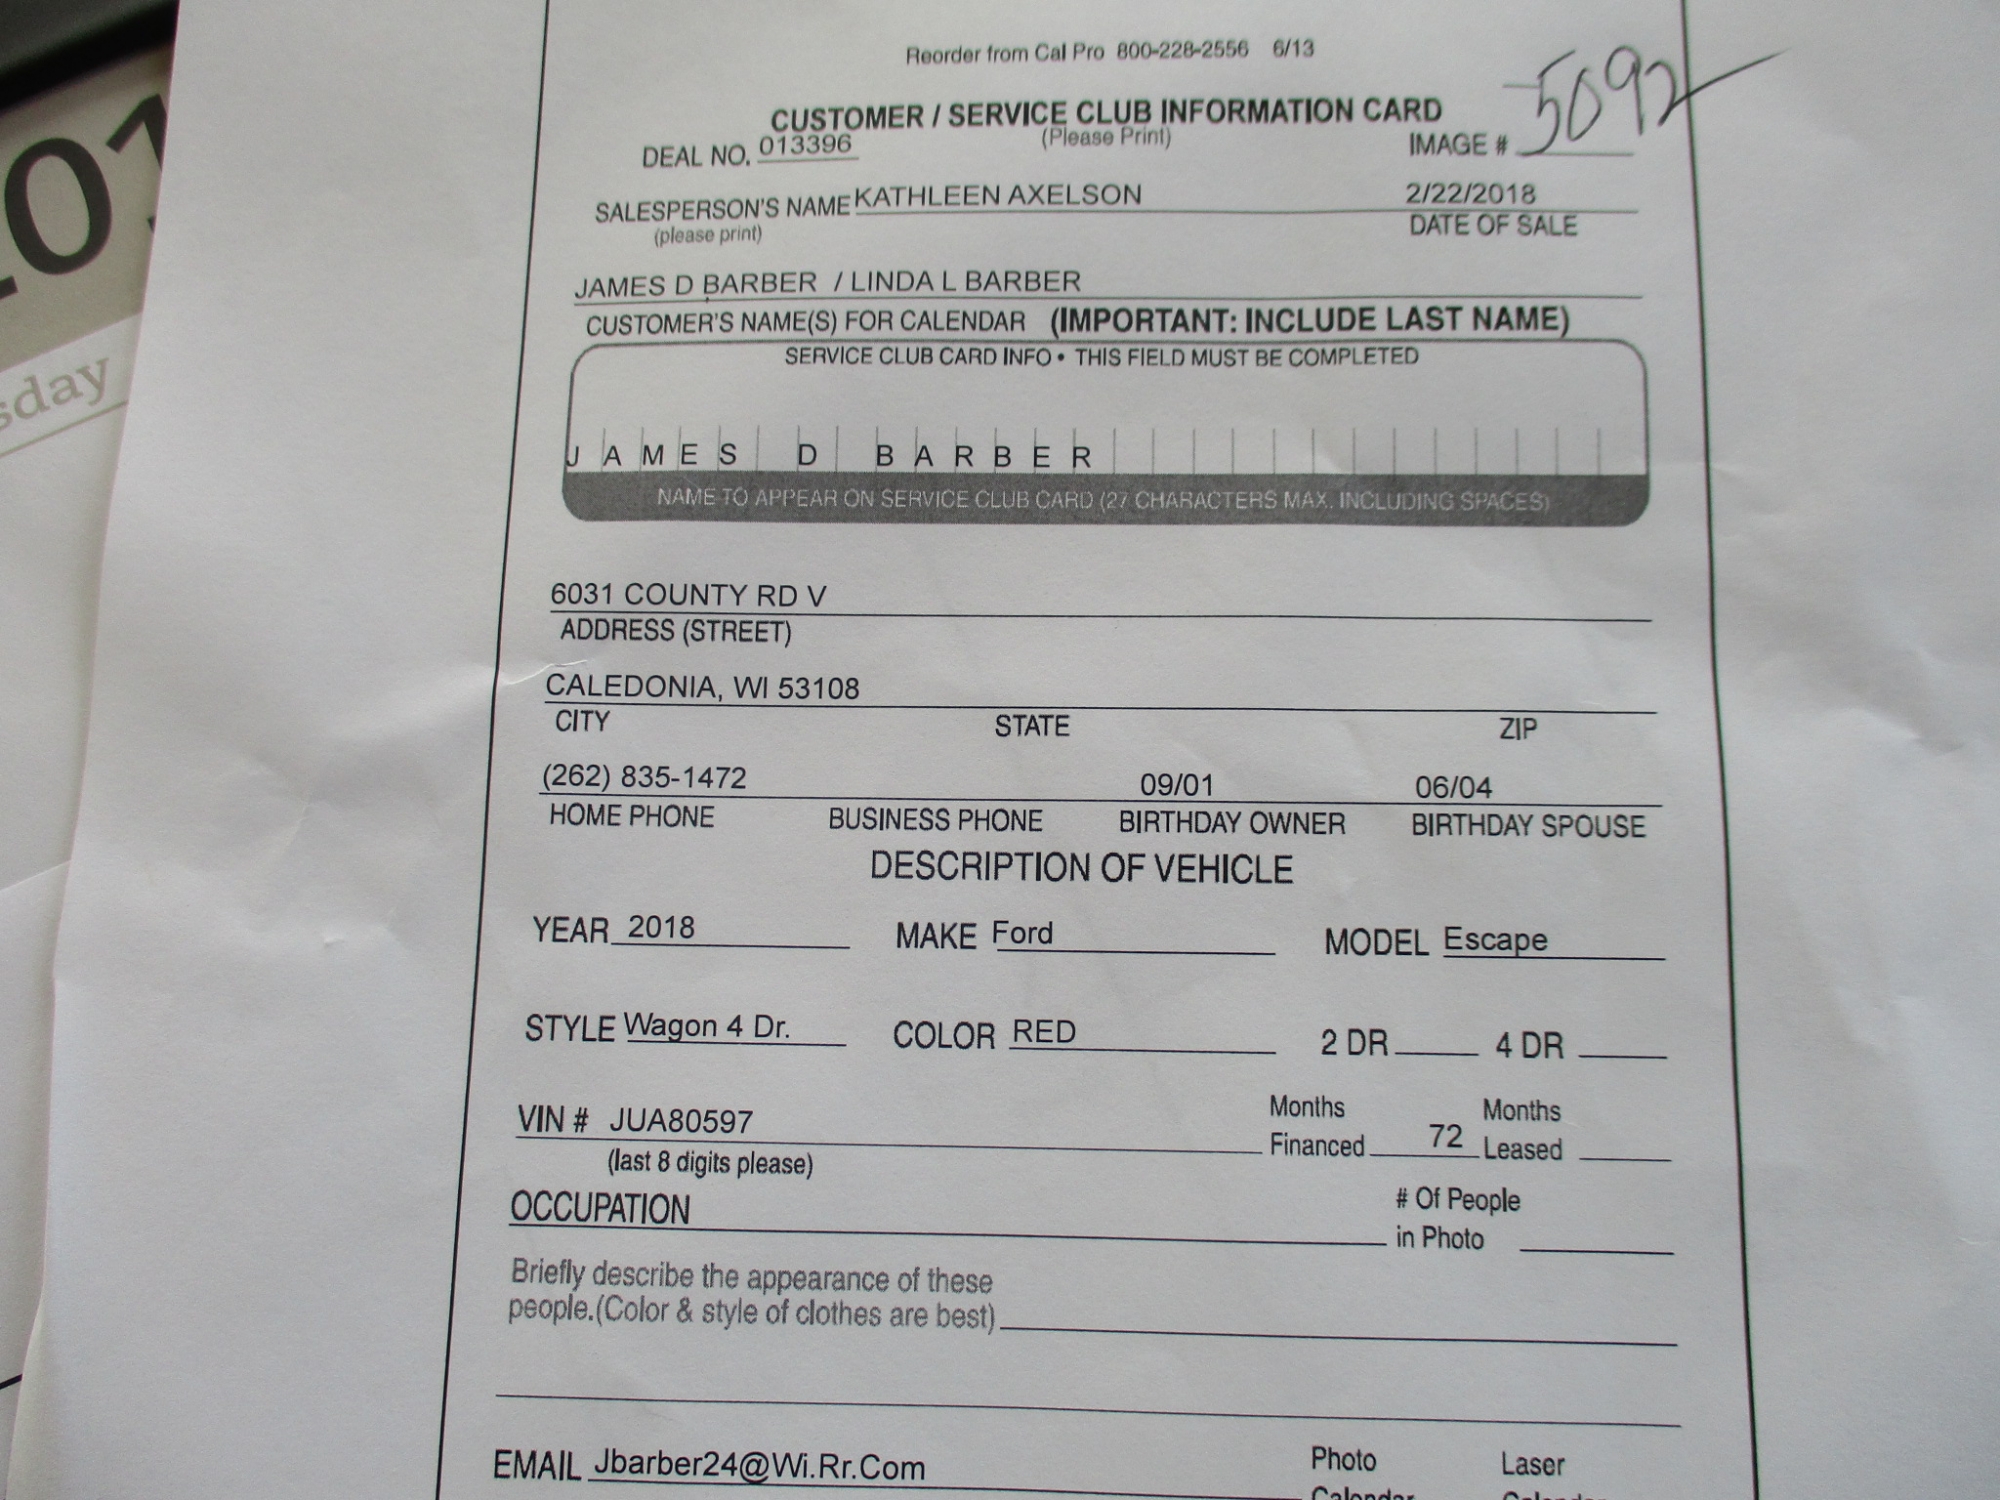 Reorder from Cal Pro 800-228-2556 6/13
CUSTOMER / SERVICE CLUB INFORMATION CARD
(Please Print)
DEAL NO. 013396
IMAGE # 5092
SALESPERSON'S NAME KATHLEEN AXELSON 2/22/2018
(please print) DATE OF SALE
JAMES D BARBER / LINDA L BARBER
CUSTOMER'S NAME(S) FOR CALENDAR (IMPORTANT: INCLUDE LAST NAME)
SERVICE CLUB CARD INFO • THIS FIELD MUST BE COMPLETED
JAMES D BARBER
NAME TO APPEAR ON SERVICE CLUB CARD (27 CHARACTERS MAX. INCLUDING SPACES)
6031 COUNTY RD V
ADDRESS (STREET)
CALEDONIA, WI 53108
CITY STATE ZIP
(262) 835-1472 09/01 06/04
HOME PHONE BUSINESS PHONE BIRTHDAY OWNER BIRTHDAY SPOUSE
DESCRIPTION OF VEHICLE
YEAR 2018 MAKE Ford MODEL Escape
STYLE Wagon 4 Dr. COLOR RED 2 DR 4 DR
VIN # JUA80597
(last 8 digits please)
Months
Financed 72
Months
Leased
OCCUPATION
# Of People
in Photo
Briefly describe the appearance of these
people.(Color & style of clothes are best)
EMAIL Jbarber24@Wi.Rr.Com
Photo
Calendar
Laser
Calendar
sday